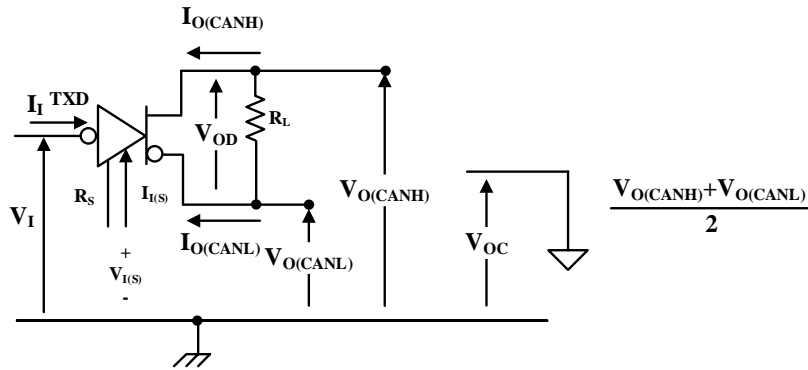 I_O(CANH)
I_I TXD
V_OD
R_L
R_S
I_I(S)
V_I
+
V_I(S)
-
I_O(CANL)
V_O(CANL)
V_O(CANH)
V_OC
V_O(CANH)+V_O(CANL)
2